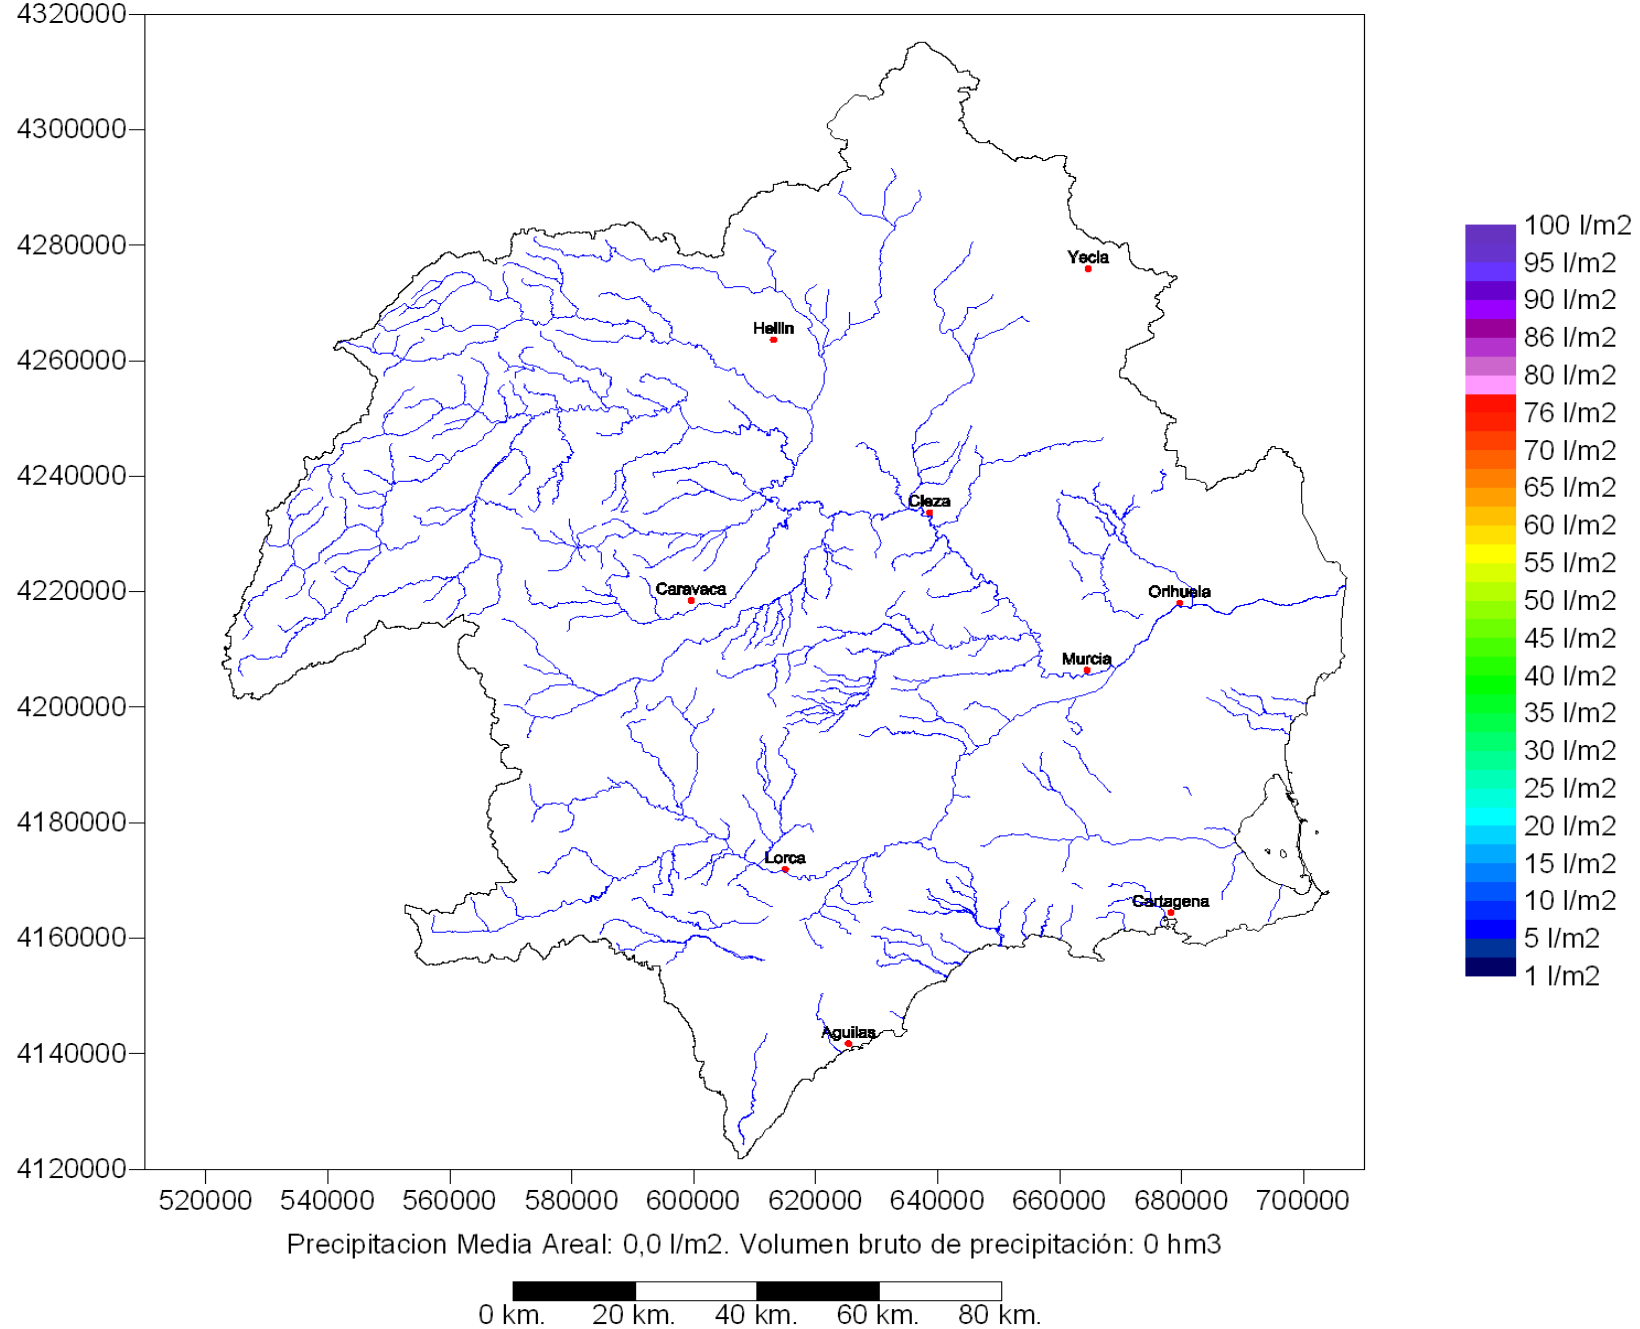 4320000
4300000
4280000
4260000
4240000
4220000
4200000
4180000
4160000
4140000
4120000
520000 540000 560000 580000 600000 620000 640000 660000 680000 700000
Yecla
Hellin
Cieza
Caravaca
Orihuela
Murcia
Lorca
Cartagena
Aguilas
100 l/m2
95 l/m2
90 l/m2
86 l/m2
80 l/m2
76 l/m2
70 l/m2
65 l/m2
60 l/m2
55 l/m2
50 l/m2
45 l/m2
40 l/m2
35 l/m2
30 l/m2
25 l/m2
20 l/m2
15 l/m2
10 l/m2
5 l/m2
1 l/m2
Precipitacion Media Areal: 0,0 l/m2. Volumen bruto de precipitación: 0 hm3
0 km. 20 km. 40 km. 60 km. 80 km.